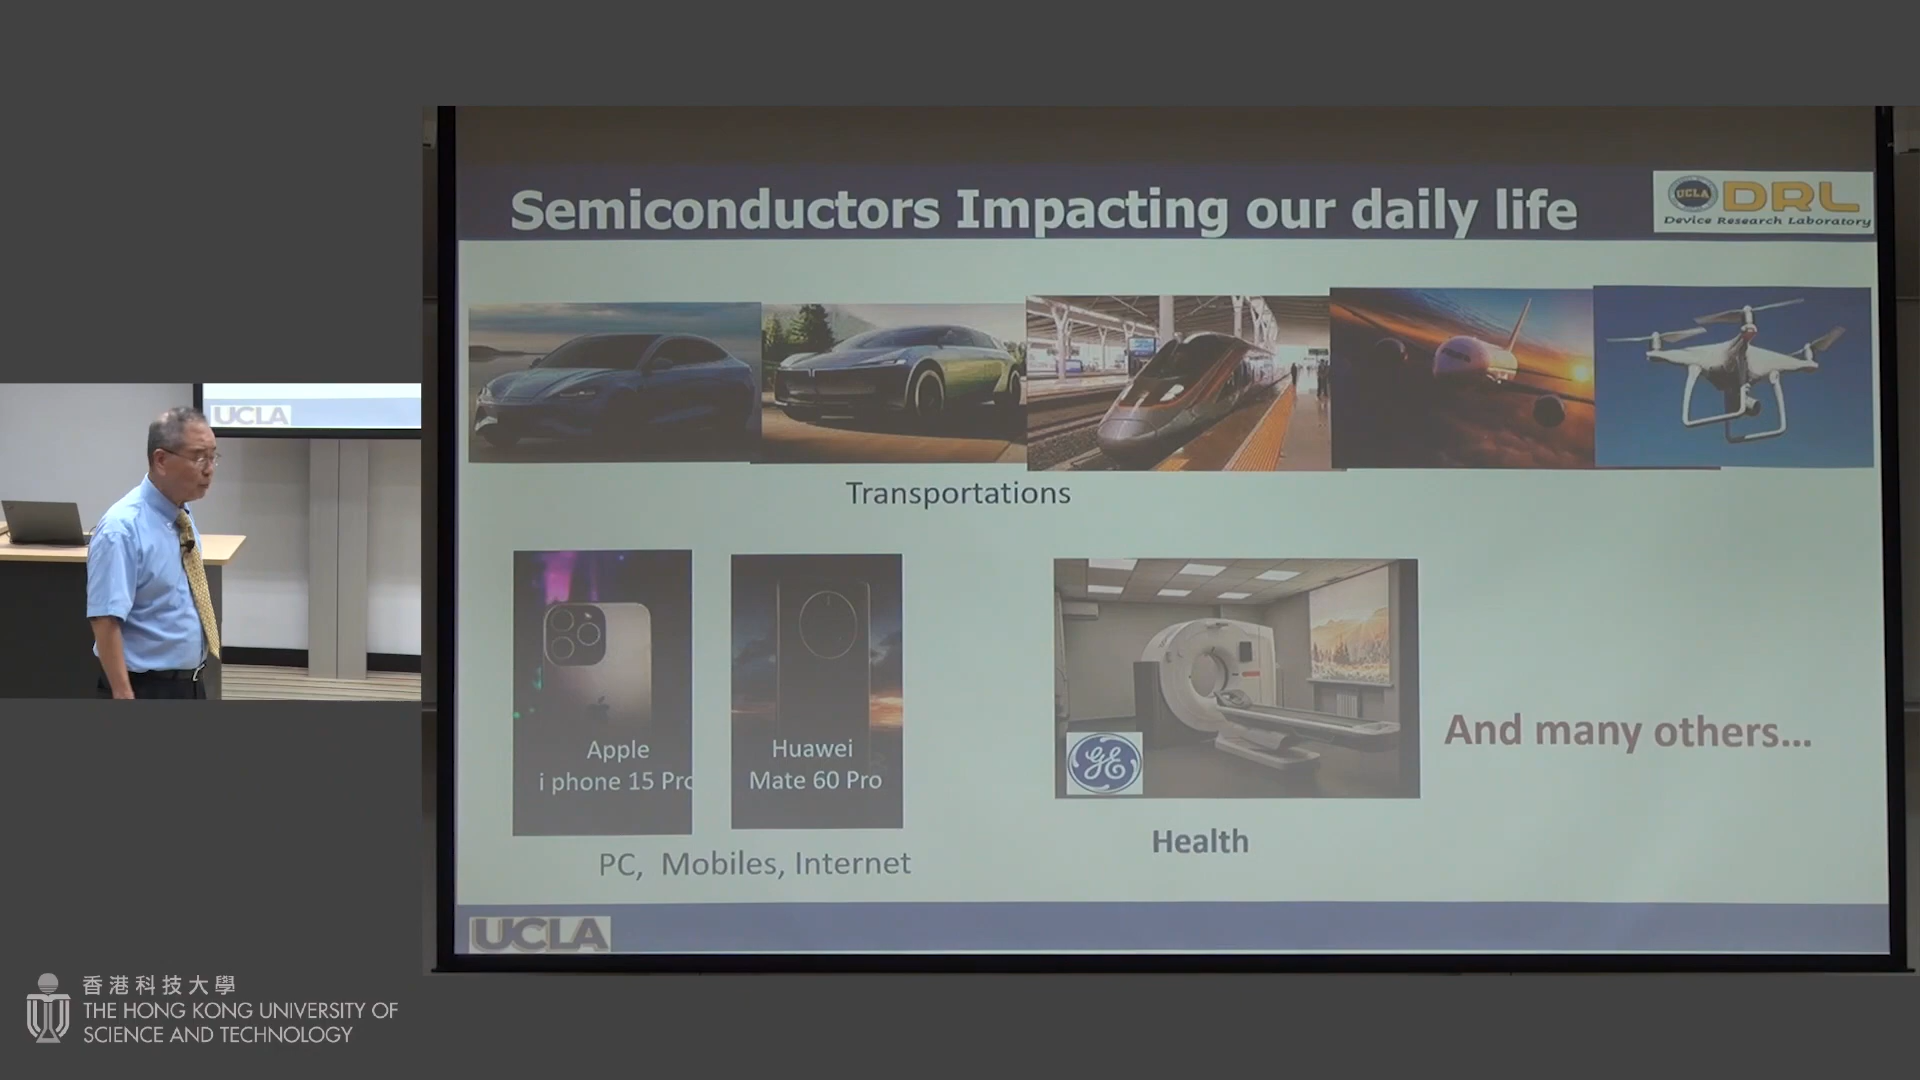 Semiconductors Impacting our daily life
UCLA
DRL
Device Research Laboratory
UCLA
Transportations
Apple
i phone 15 Pro
Huawei
Mate 60 Pro
GE
And many others...
Health
PC, Mobiles, Internet
UCLA
香港科技大學
THE HONG KONG UNIVERSITY OF
SCIENCE AND TECHNOLOGY